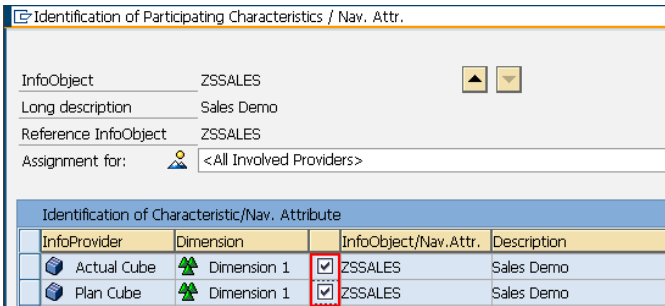 Identification of Participating Characteristics / Nav. Attr.
InfoObject ZSSALES
Long description Sales Demo
Reference InfoObject ZSSALES
Assignment for: <All Involved Providers>
Identification of Characteristic/Nav. Attribute
InfoProvider Dimension InfoObject/Nav.Attr. Description
Actual Cube Dimension 1 ZSSALES Sales Demo
Plan Cube Dimension 1 ZSSALES Sales Demo